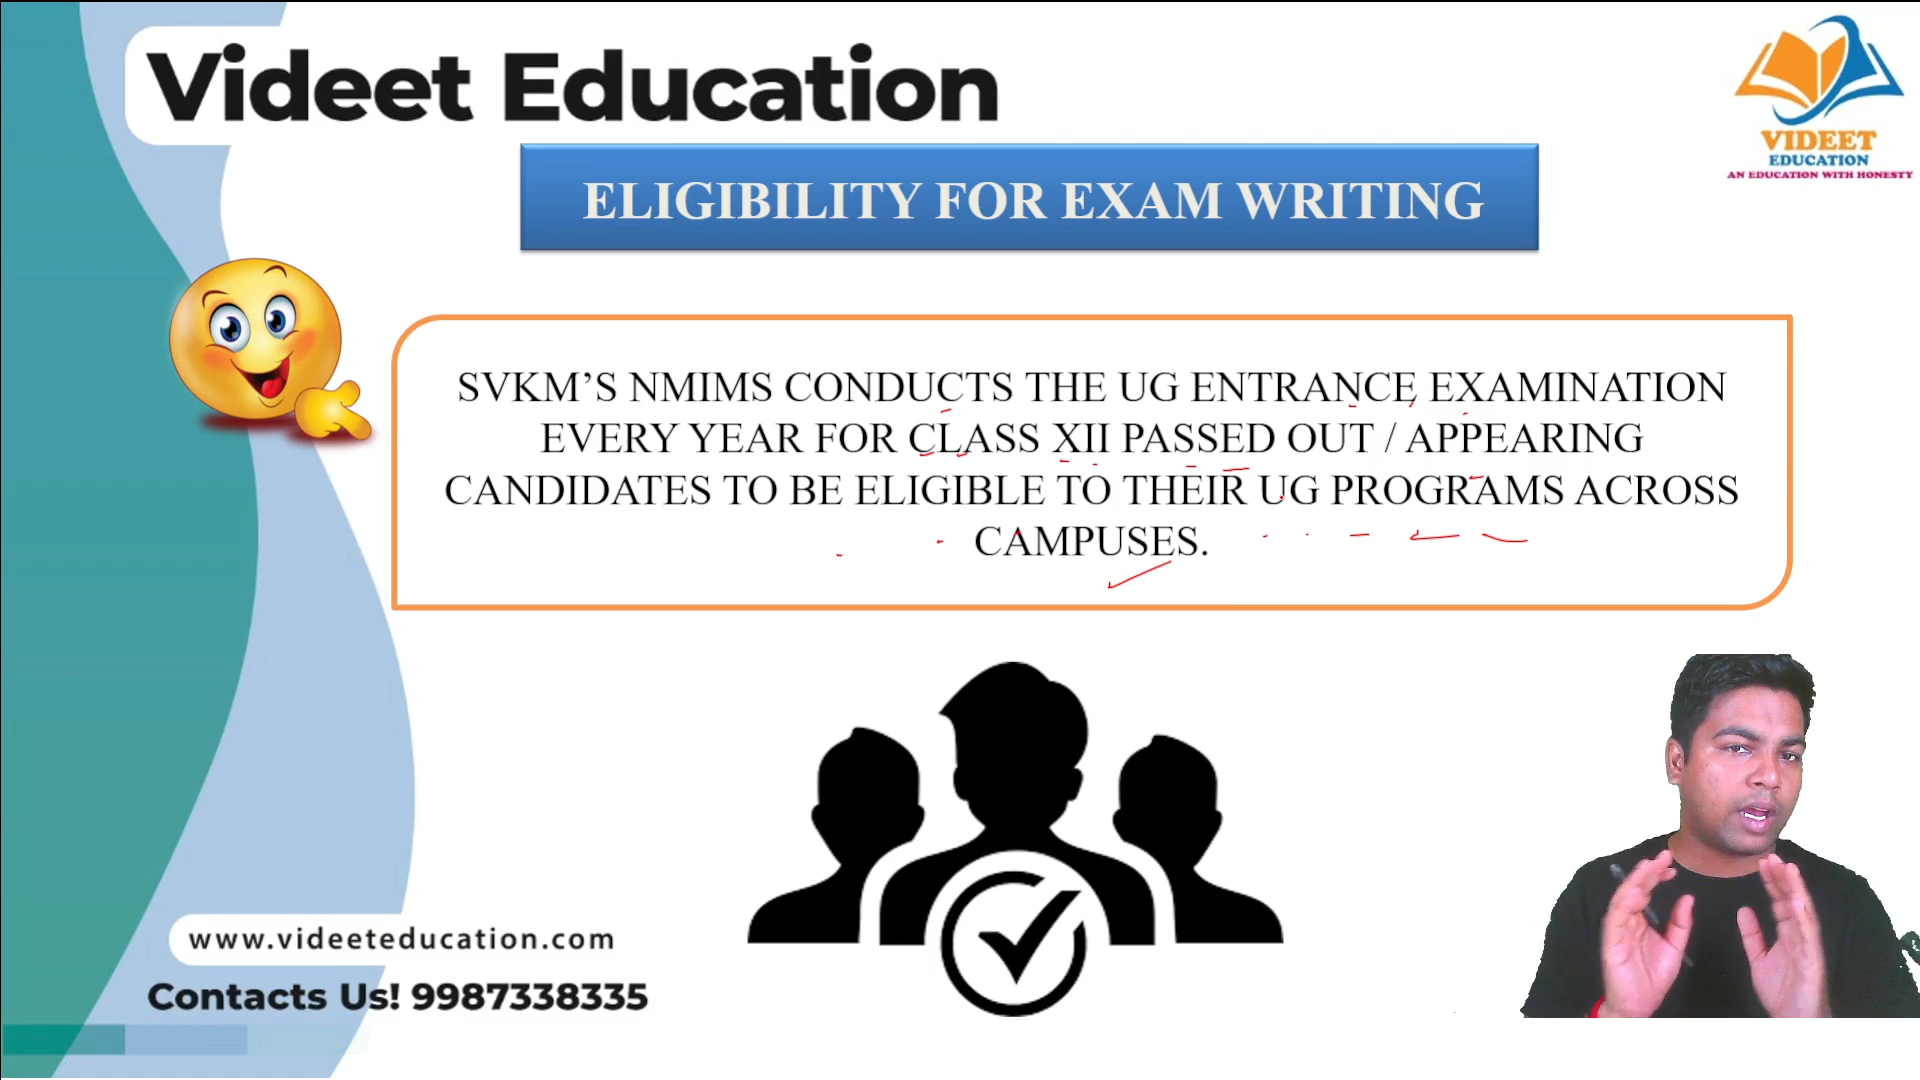 Videet Education
VIDEET
EDUCATION
AN EDUCATION WITH HONESTY
ELIGIBILITY FOR EXAM WRITING
SVKM’S NMIMS CONDUCTS THE UG ENTRANCE EXAMINATION
EVERY YEAR FOR CLASS XII PASSED OUT / APPEARING
CANDIDATES TO BE ELIGIBLE TO THEIR UG PROGRAMS ACROSS
CAMPUSES.
www.videeteducation.com
Contacts Us! 9987338335